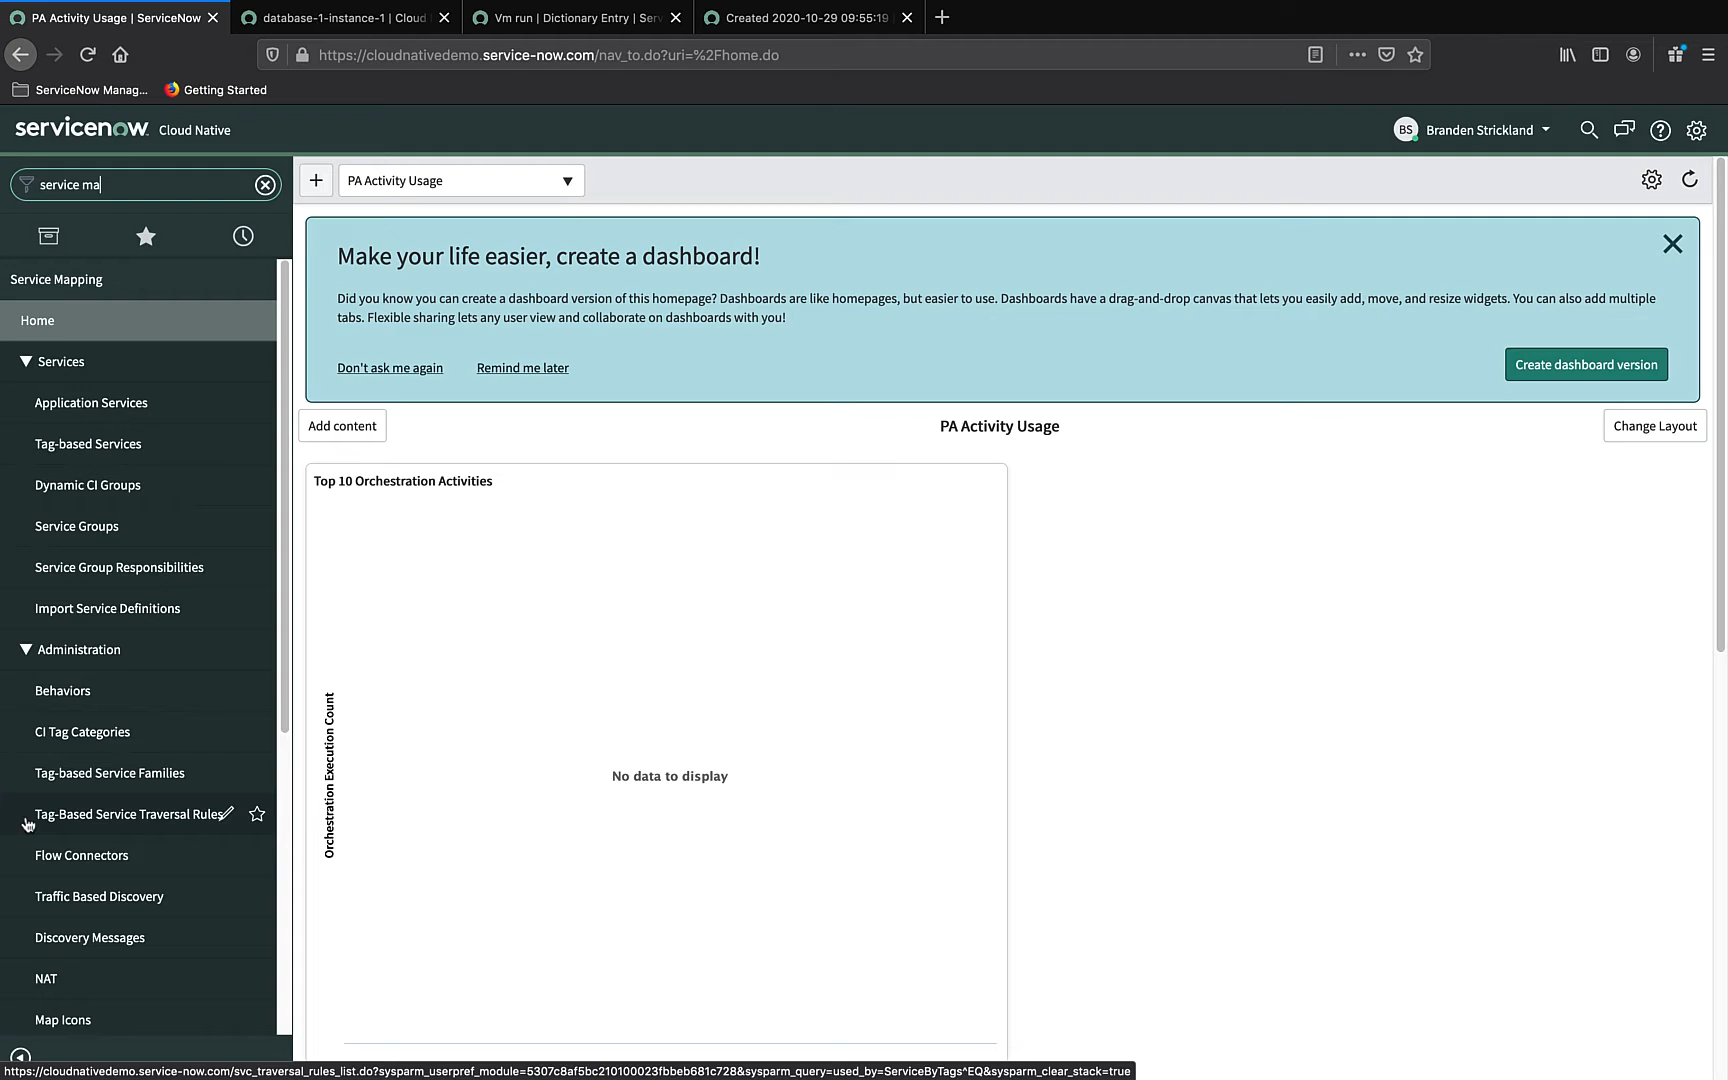 PA Activity Usage | ServiceNow
database-1-instance-1 | Cloud
Vm run | Dictionary Entry | Serv
Created 2020-10-29 09:55:19
https://cloudnativedemo.service-now.com/nav_to.do?uri=%2Fhome.do
ServiceNow Manag...
Getting Started
servicenow Cloud Native
BS Branden Strickland
service ma
PA Activity Usage
Make your life easier, create a dashboard!
Did you know you can create a dashboard version of this homepage? Dashboards are like homepages, but easier to use. Dashboards have a drag-and-drop canvas that lets you easily add, move, and resize widgets. You can also add multiple
tabs. Flexible sharing lets any user view and collaborate on dashboards with you!
Don't ask me again
Remind me later
Create dashboard version
Add content
PA Activity Usage
Change Layout
Top 10 Orchestration Activities
Orchestration Execution Count
No data to display
Service Mapping
Home
Services
Application Services
Tag-based Services
Dynamic CI Groups
Service Groups
Service Group Responsibilities
Import Service Definitions
Administration
Behaviors
CI Tag Categories
Tag-based Service Families
Tag-Based Service Traversal Rules
Flow Connectors
Traffic Based Discovery
Discovery Messages
NAT
Map Icons
https://cloudnativedemo.service-now.com/svc_traversal_rules_list.do?sysparm_userpref_module=5307c8af5bc210100023fbbeb681c728&sysparm_query=used_by=ServiceByTags^EQ&sysparm_clear_stack=true